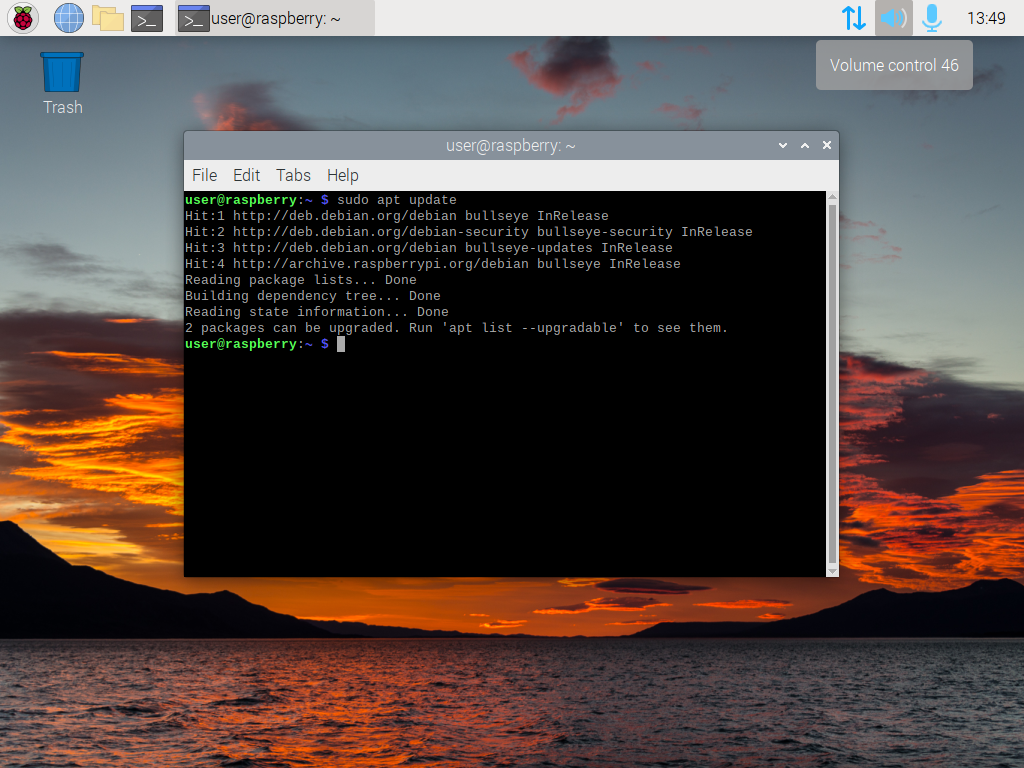 user@raspberry: ~
13:49
Volume control 46
Trash
user@raspberry: ~
File Edit Tabs Help
user@raspberry:~ $ sudo apt update
Hit:1 http://deb.debian.org/debian bullseye InRelease
Hit:2 http://deb.debian.org/debian-security bullseye-security InRelease
Hit:3 http://deb.debian.org/debian bullseye-updates InRelease
Hit:4 http://archive.raspberrypi.org/debian bullseye InRelease
Reading package lists... Done
Building dependency tree... Done
Reading state information... Done
2 packages can be upgraded. Run 'apt list --upgradable' to see them.
user@raspberry:~ $